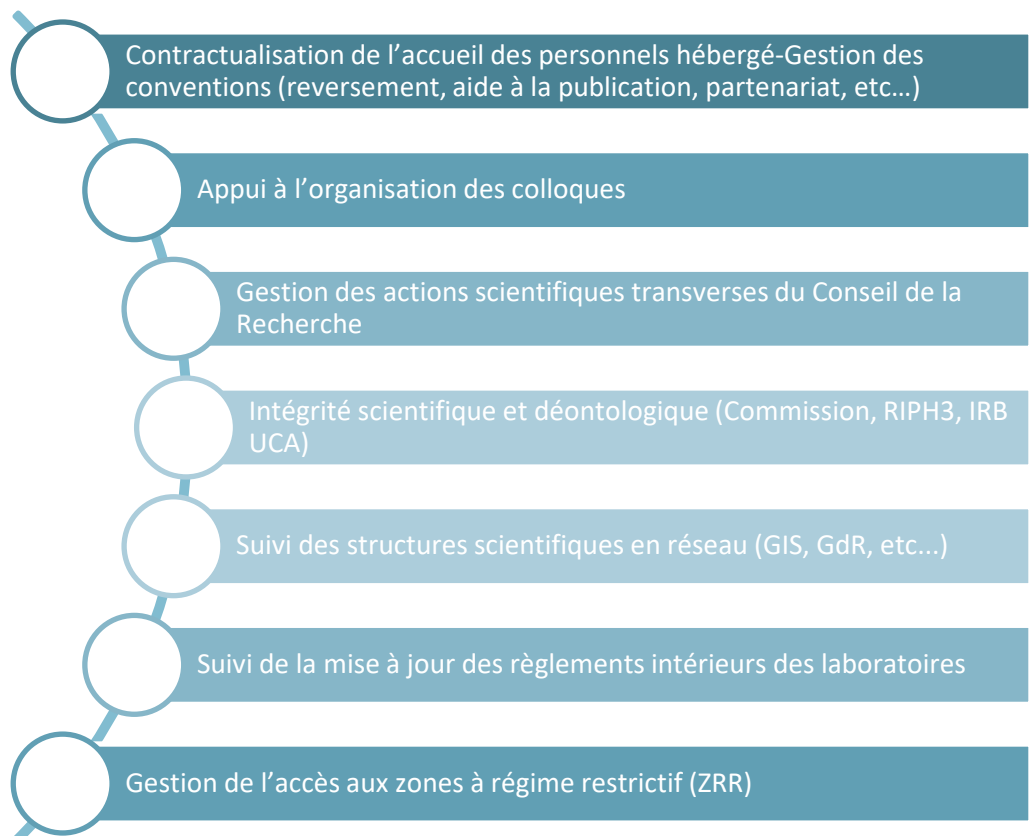 Contractualisation de l’accueil des personnels hébergé-Gestion des
conventions (reversement, aide à la publication, partenariat, etc…)
Appui à l’organisation des colloques
Gestion des actions scientifiques transverses du Conseil de la
Recherche
Intégrité scientifique et déontologique (Commission, RIPH3, IRB
UCA)
Suivi des structures scientifiques en réseau (GIS, GdR, etc...)
Suivi de la mise à jour des règlements intérieurs des laboratoires
Gestion de l’accès aux zones à régime restrictif (ZRR)